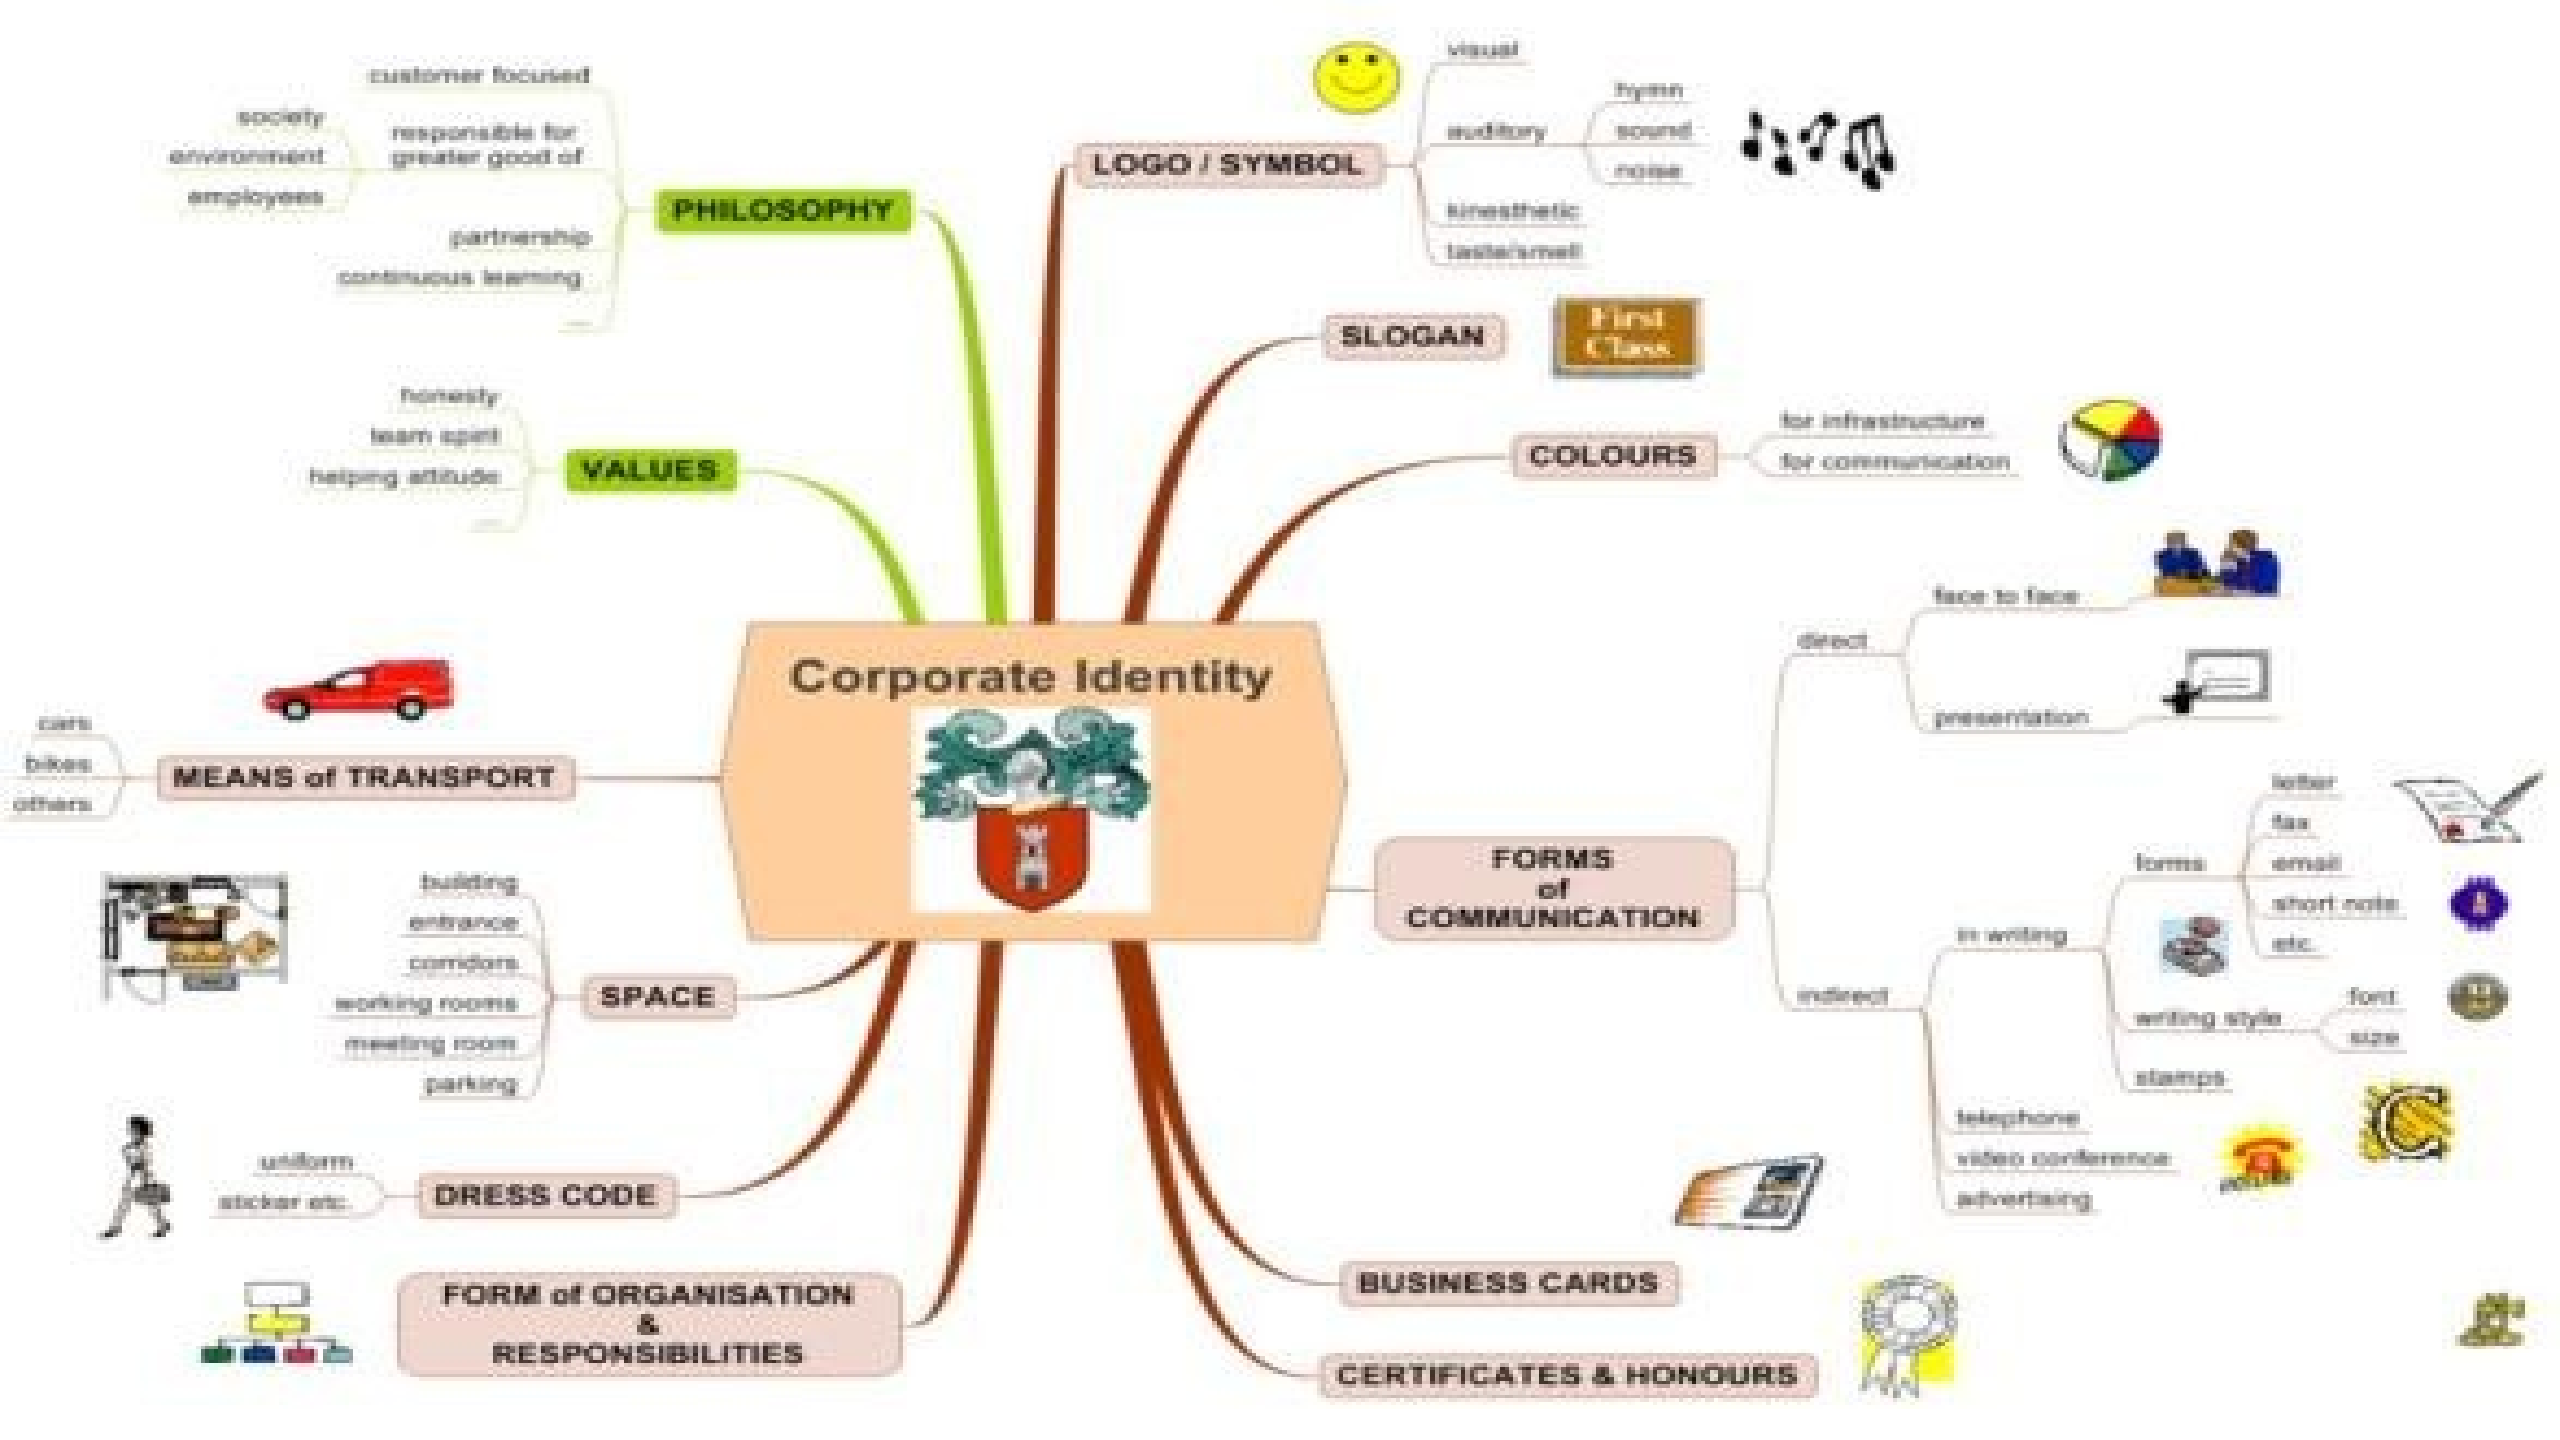 customer focused
society
environment
employees
responsible for
greater good of
partnership
continuous learning
...
PHILOSOPHY
honesty
team spirit
helping attitude
...
VALUES
cars
bikes
others
MEANS of TRANSPORT
building
entrance
corridors
working rooms
meeting room
parking
SPACE
uniform
sticker etc.
DRESS CODE
FORM of ORGANISATION
&
RESPONSIBILITIES
Corporate Identity
LOGO / SYMBOL
visual
auditory
hymn
sound
noise
kinesthetic
taste/smell
SLOGAN
First
Class
COLOURS
for infrastructure
for communication
FORMS
of
COMMUNICATION
direct
face to face
presentation
indirect
in writing
forms
letter
fax
email
short note
etc.
writing style
font
size
stamps
telephone
video conference
advertising
BUSINESS CARDS
CERTIFICATES & HONOURS